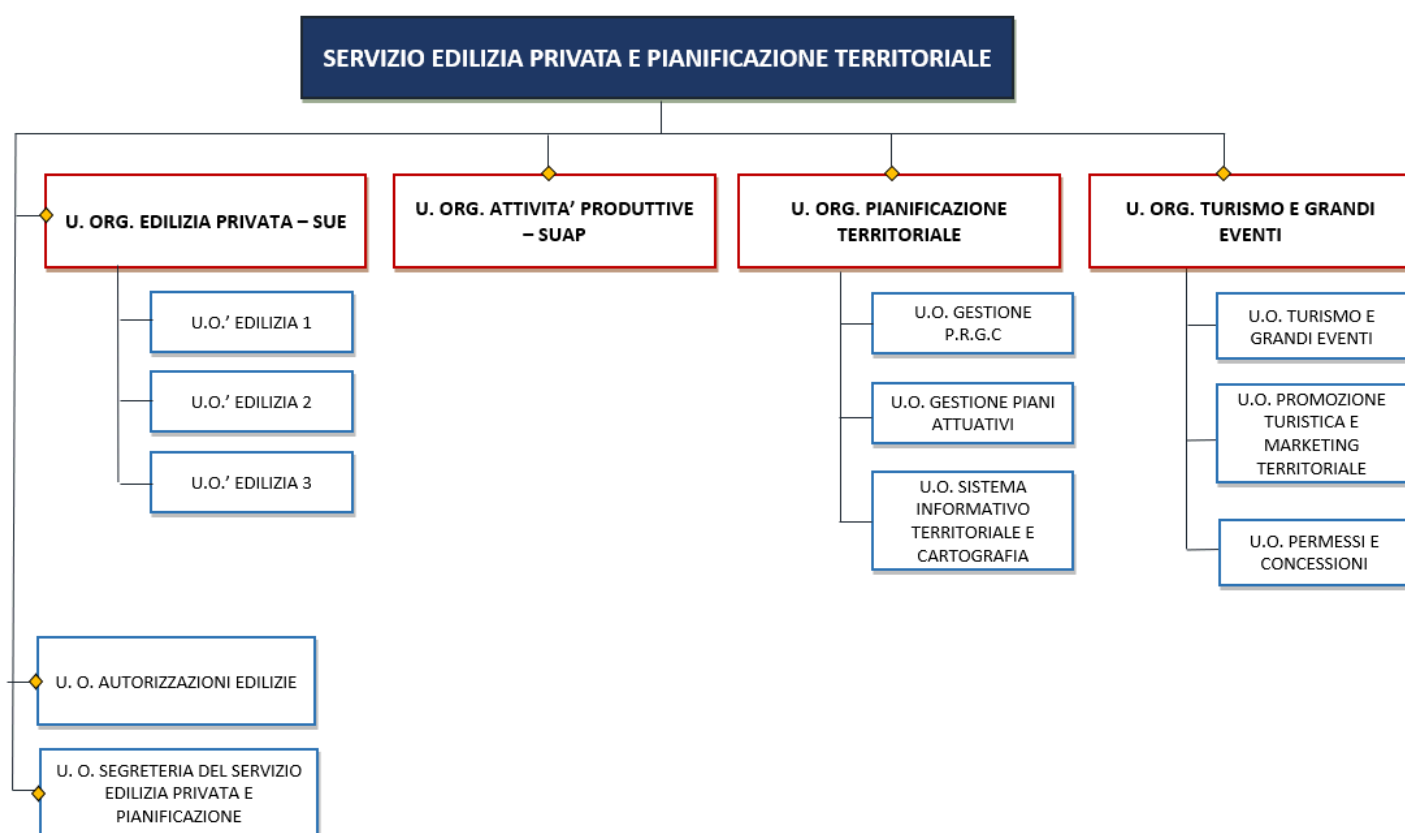 SERVIZIO EDILIZIA PRIVATA E PIANIFICAZIONE TERRITORIALE
U. ORG. EDILIZIA PRIVATA – SUE
U.O.’ EDILIZIA 1
U.O.’ EDILIZIA 2
U.O.’ EDILIZIA 3
U. ORG. ATTIVITA’ PRODUTTIVE
– SUAP
U. ORG. PIANIFICAZIONE
TERRITORIALE
U.O. GESTIONE
P.R.G.C
U.O. GESTIONE PIANI
ATTUATIVI
U.O. SISTEMA
INFORMATIVO
TERRITORIALE E
CARTOGRAFIA
U. ORG. TURISMO E GRANDI
EVENTI
U.O. TURISMO E
GRANDI EVENTI
U.O. PROMOZIONE
TURISTICA E
MARKETING
TERRITORIALE
U.O. PERMESSI E
CONCESSIONI
U. O. AUTORIZZAZIONI EDILIZIE
U. O. SEGRETERIA DEL SERVIZIO
EDILIZIA PRIVATA E
PIANIFICAZIONE